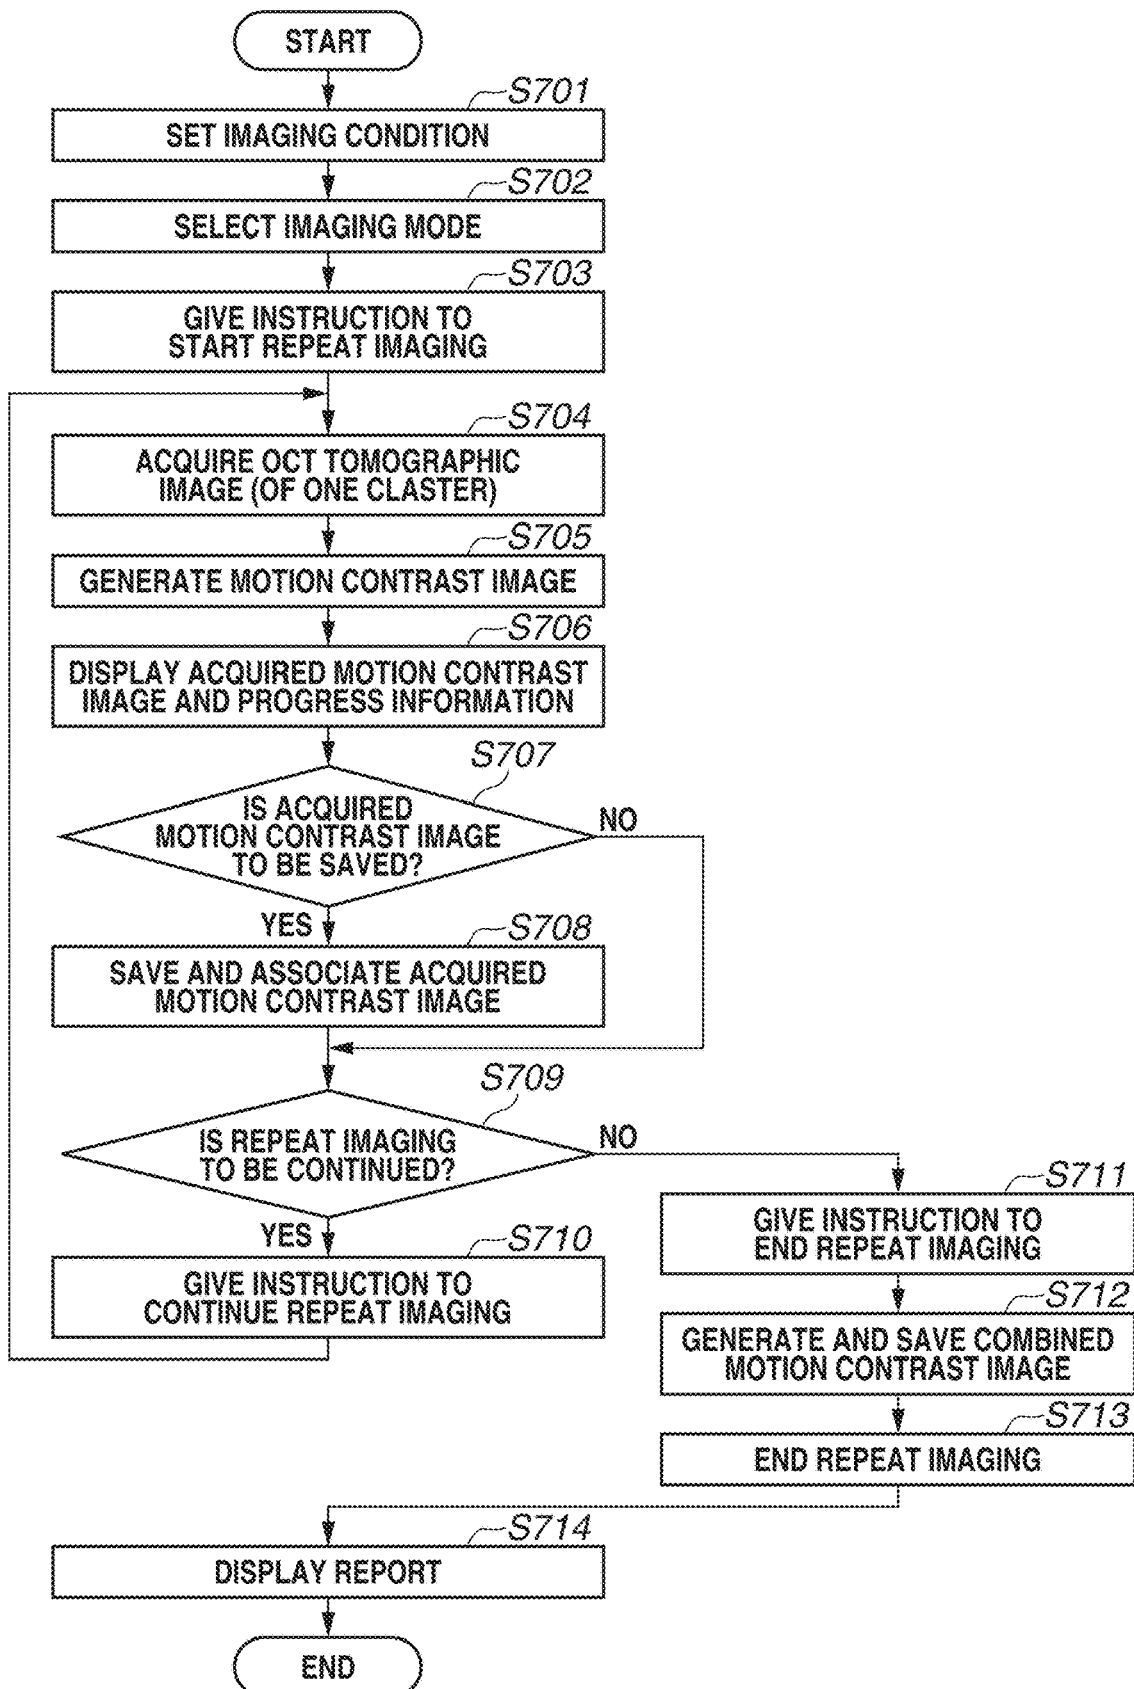 START
S701
SET IMAGING CONDITION
S702
SELECT IMAGING MODE
S703
GIVE INSTRUCTION TO
START REPEAT IMAGING
S704
ACQUIRE OCT TOMOGRAPHIC
IMAGE (OF ONE CLASTER)
S705
GENERATE MOTION CONTRAST IMAGE
S706
DISPLAY ACQUIRED MOTION CONTRAST
IMAGE AND PROGRESS INFORMATION
S707
IS ACQUIRED
MOTION CONTRAST IMAGE
TO BE SAVED?
NO
YES
S708
SAVE AND ASSOCIATE ACQUIRED
MOTION CONTRAST IMAGE
S709
IS REPEAT IMAGING
TO BE CONTINUED?
NO
YES
S710
GIVE INSTRUCTION TO
CONTINUE REPEAT IMAGING
S711
GIVE INSTRUCTION TO
END REPEAT IMAGING
S712
GENERATE AND SAVE COMBINED
MOTION CONTRAST IMAGE
S713
END REPEAT IMAGING
S714
DISPLAY REPORT
END